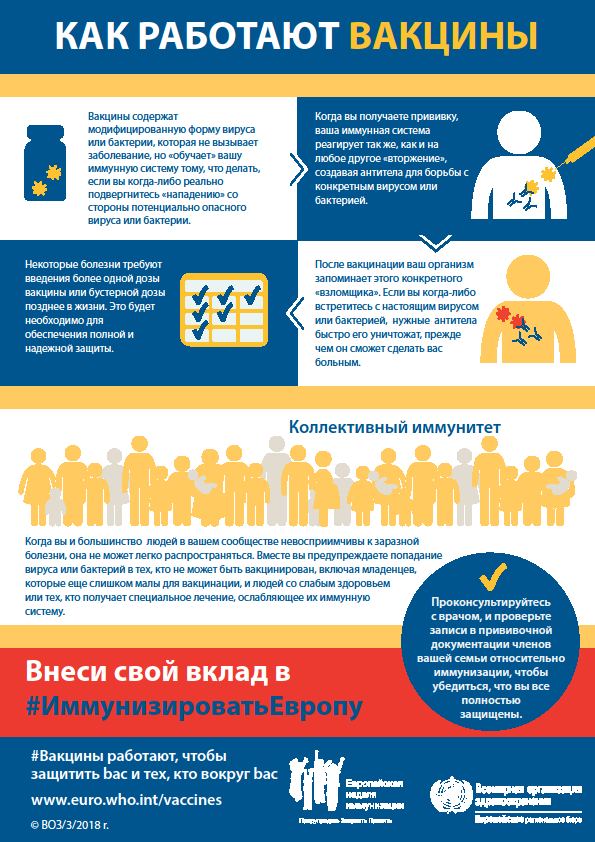 КАК РАБОТАЮТ ВАКЦИНЫ
Вакцины содержат
модифицированную форму вируса
или бактерии, которая не вызывает
заболевание, но «обучает» вашу
иммунную систему тому, что делать,
если вы когда-либо реально
подвергнитесь «нападению» со
стороны потенциально опасного
вируса или бактерии.
Когда вы получаете прививку,
ваша иммунная система
реагирует так же, как и на
любое другое «вторжение»,
создавая антитела для борьбы с
конкретным вирусом или
бактерией.
После вакцинации ваш организм
запоминает этого конкретного
«взломщика». Если вы когда-либо
встретитесь с настоящим вирусом
или бактерией, нужные антитела
быстро его уничтожат, прежде
чем он сможет сделать вас
больным.
Некоторые болезни требуют
введения более одной дозы
вакцины или бустерной дозы
позднее в жизни. Это будет
необходимо для
обеспечения полной и
надежной защиты.
Коллективный иммунитет
Когда вы и большинство людей в вашем сообществе невосприимчивы к заразной
болезни, она не может легко распространяться. Вместе вы предупреждаете попадание
вируса или бактерий в тех, кто не может быть вакцинирован, включая младенцев,
которые еще слишком малы для вакцинации, и людей со слабым здоровьем
или тех, кто получает специальное лечение, ослабляющее их иммунную
систему.
Проконсультируйтесь
с врачом, и проверьте
записи в прививочной
документации членов
вашей семьи относительно
иммунизации, чтобы
убедиться, что вы все
полностью
защищены.
Внеси свой вклад в
#ИммунизироватьЕвропу
#Вакцины работают, чтобы
защитить вас и тех, кто вокруг вас
www.euro.who.int/vaccines
© ВОЗ/3/2018 г.
Европейская
неделя
иммунизации
Предупредить Защитить Привить
Всемирная организация
здравоохранения
Европейское региональное бюро